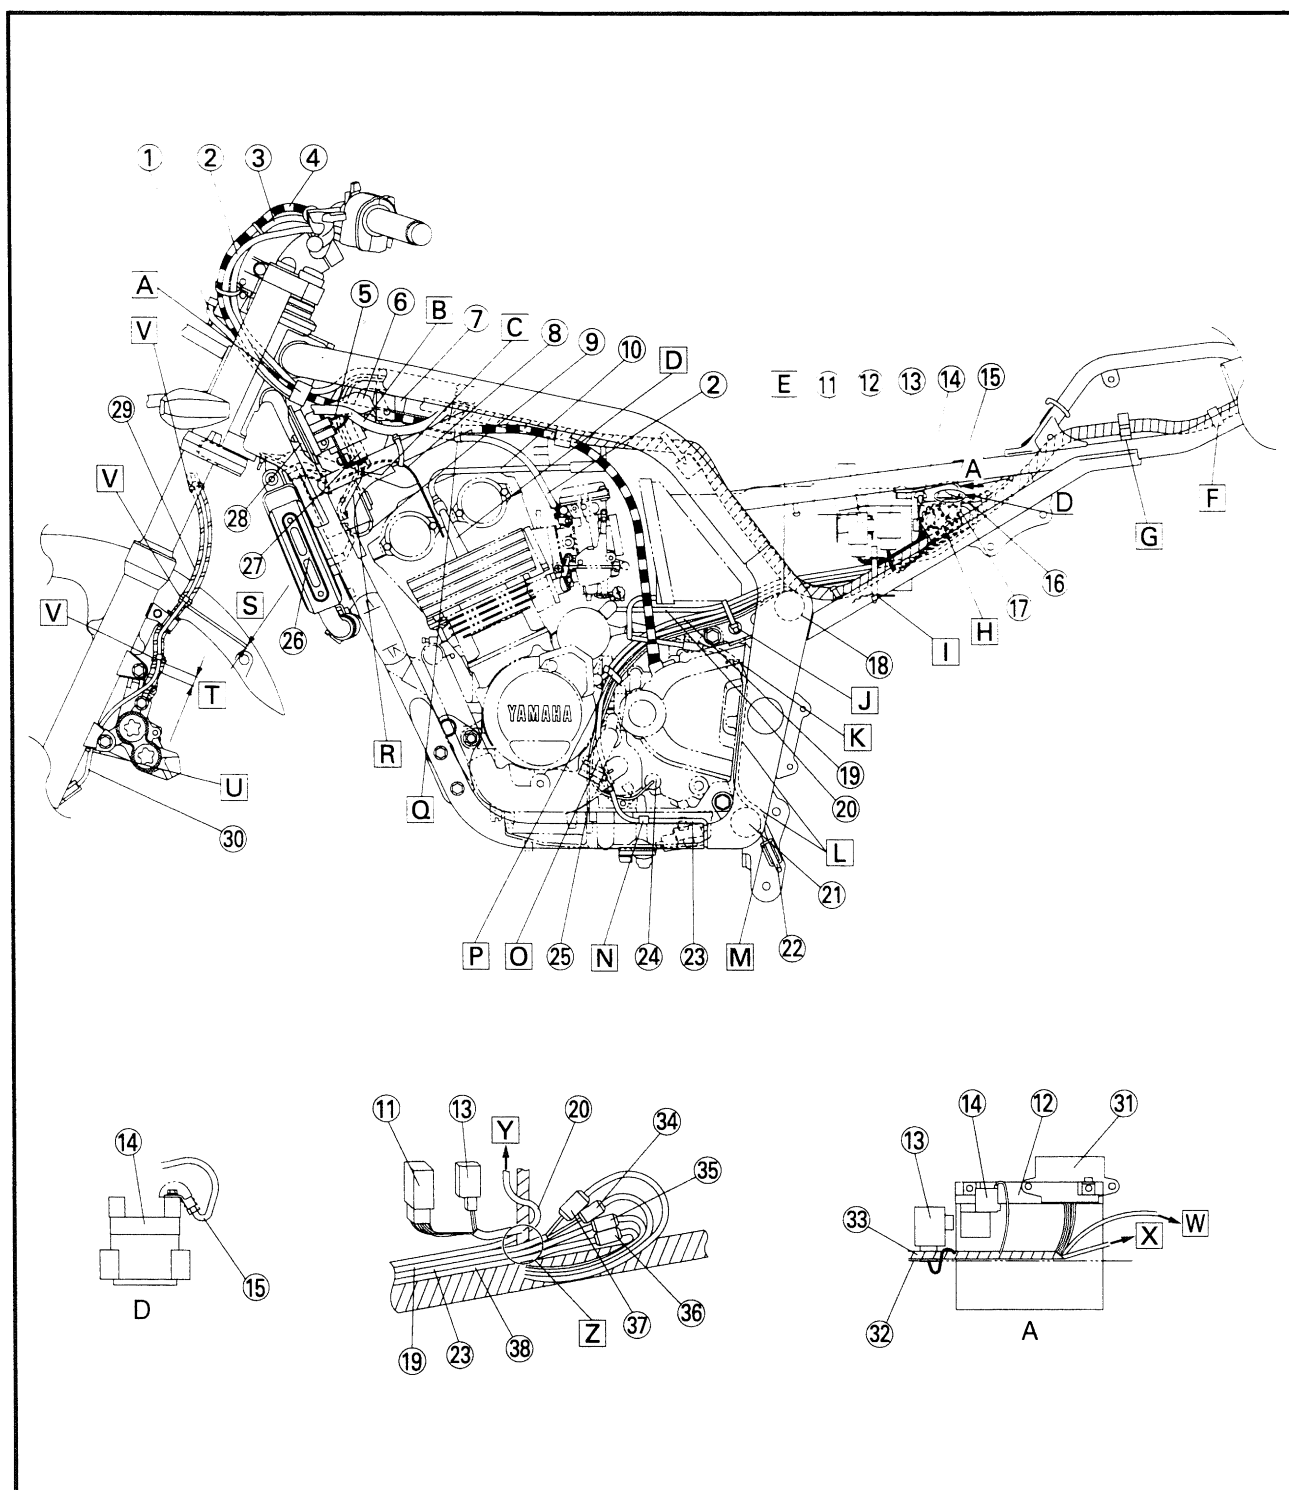 ① ② ③ ④
A ⑤ ⑥ B ⑦ C ⑧ ⑨ ⑩ D ② E ⑪ ⑫ ⑬ ⑭ ⑮
V
㉙
A
D F
V ㉘ G
㉗ ⑯
S ⑰
V ㉖ H
I
⑱
T J
YAMAHA
K
R ⑲
U Q ⑳
㉚ L
㉑
P O ㉕ N ㉔ ㉓ M ㉒
⑭
⑮
D
⑪ ⑬ Y ⑳ ㉞
㉟
⑲ ㉓ ㊳ Z ㊲ ㊱
⑬ ⑭ ⑫ ㉛
㉝ X W
㉜
A